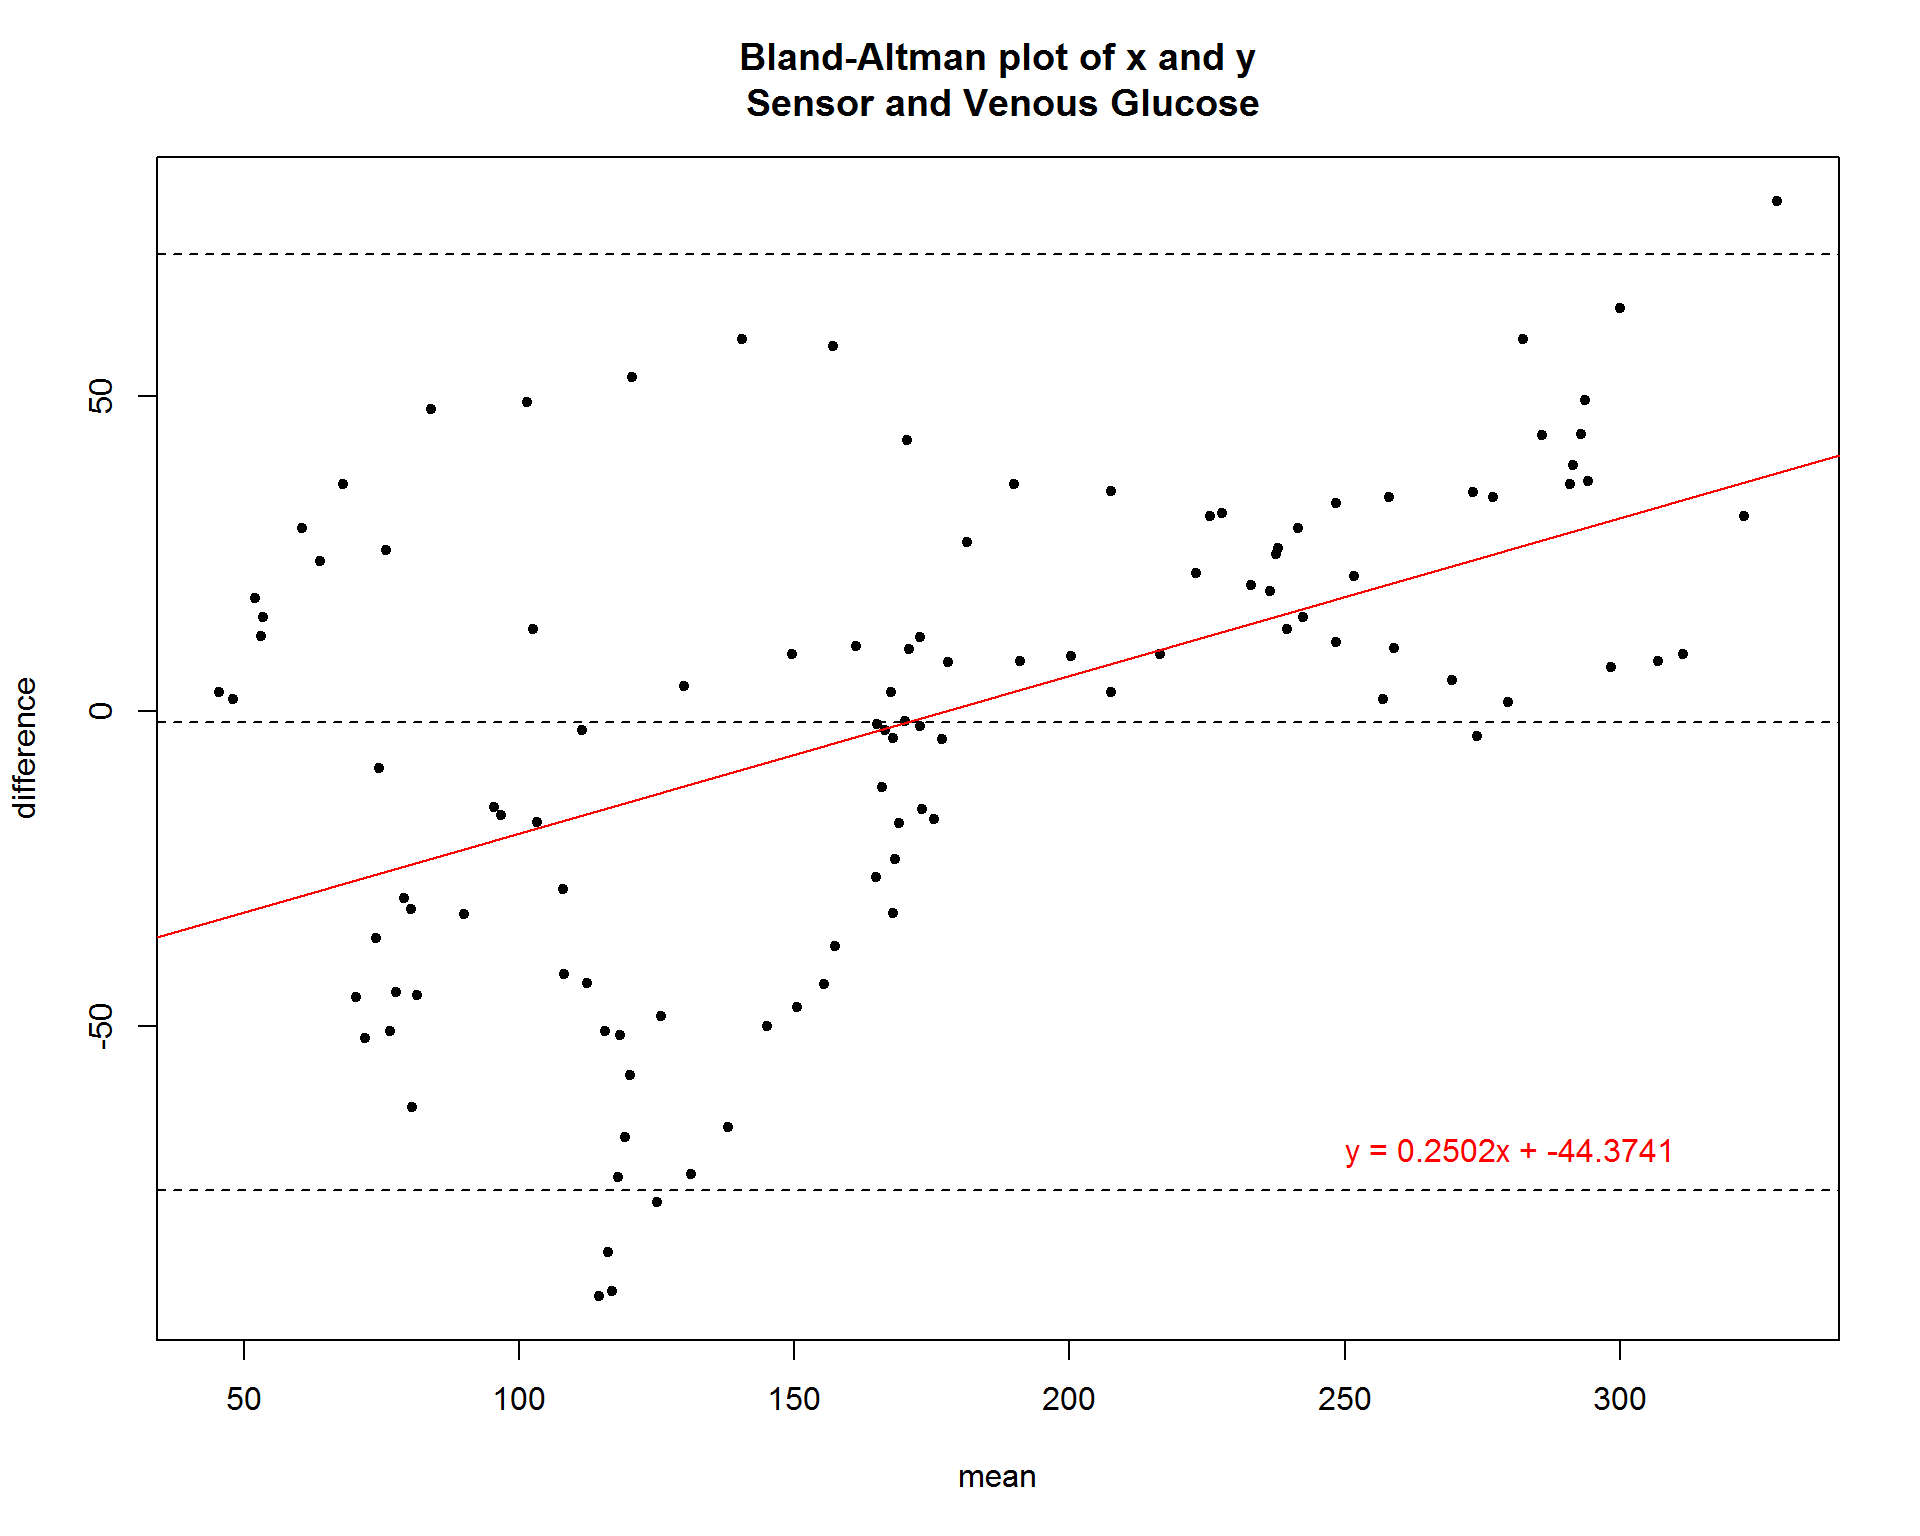 Bland-Altman plot of x and y
Sensor and Venous Glucose
difference
50
0
-50
y = 0.2502x + -44.3741
50 100 150 200 250 300
mean